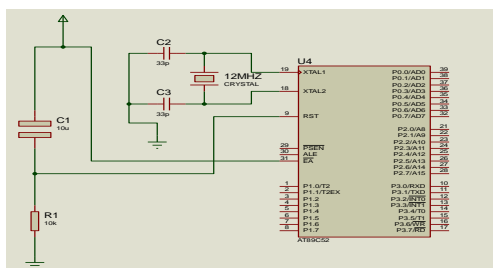 C1
10u
R1
10k
C2
33p
C3
33p
12MHZ
CRYSTAL
U4
19 XTAL1
18 XTAL2
9 RST
29 PSEN
30 ALE
31 EA
1 P1.0/T2
2 P1.1/T2EX
3 P1.2
4 P1.3
5 P1.4
6 P1.5
7 P1.6
8 P1.7
P0.0/AD0 39
P0.1/AD1 38
P0.2/AD2 37
P0.3/AD3 36
P0.4/AD4 35
P0.5/AD5 34
P0.6/AD6 33
P0.7/AD7 32
P2.0/A8 21
P2.1/A9 22
P2.2/A10 23
P2.3/A11 24
P2.4/A12 25
P2.5/A13 26
P2.6/A14 27
P2.7/A15 28
P3.0/RXD 10
P3.1/TXD 11
P3.2/INT0 12
P3.3/INT1 13
P3.4/T0 14
P3.5/T1 15
P3.6/WR 16
P3.7/RD 17
AT89C52